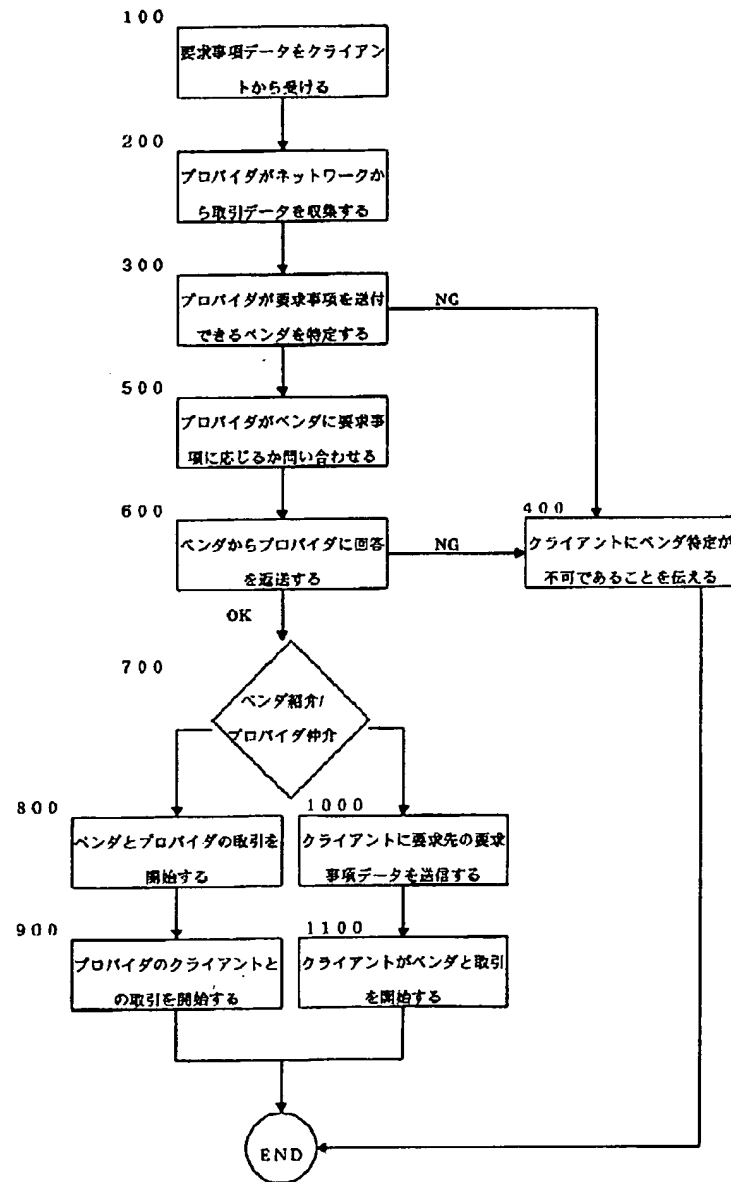 100
要求事項データをクライアン
トから受ける
200
プロバイダがネットワークか
ら取引データを収集する
300
プロバイダが要求事項を送付
できるベンダを特定する
NG
500
プロバイダがベンダに要求事
項に応じるか問い合わせる
600
ベンダからプロバイダに回答
を返送する
NG
400
クライアントにベンダ特定が
不可であることを伝える
OK
700
ベンダ紹介/
プロバイダ仲介
800
ベンダとプロバイダの取引を
開始する
1000
クライアントに要求先の要求
事項データを送信する
900
プロバイダのクライアントと
の取引を開始する
1100
クライアントがベンダと取引
を開始する
END